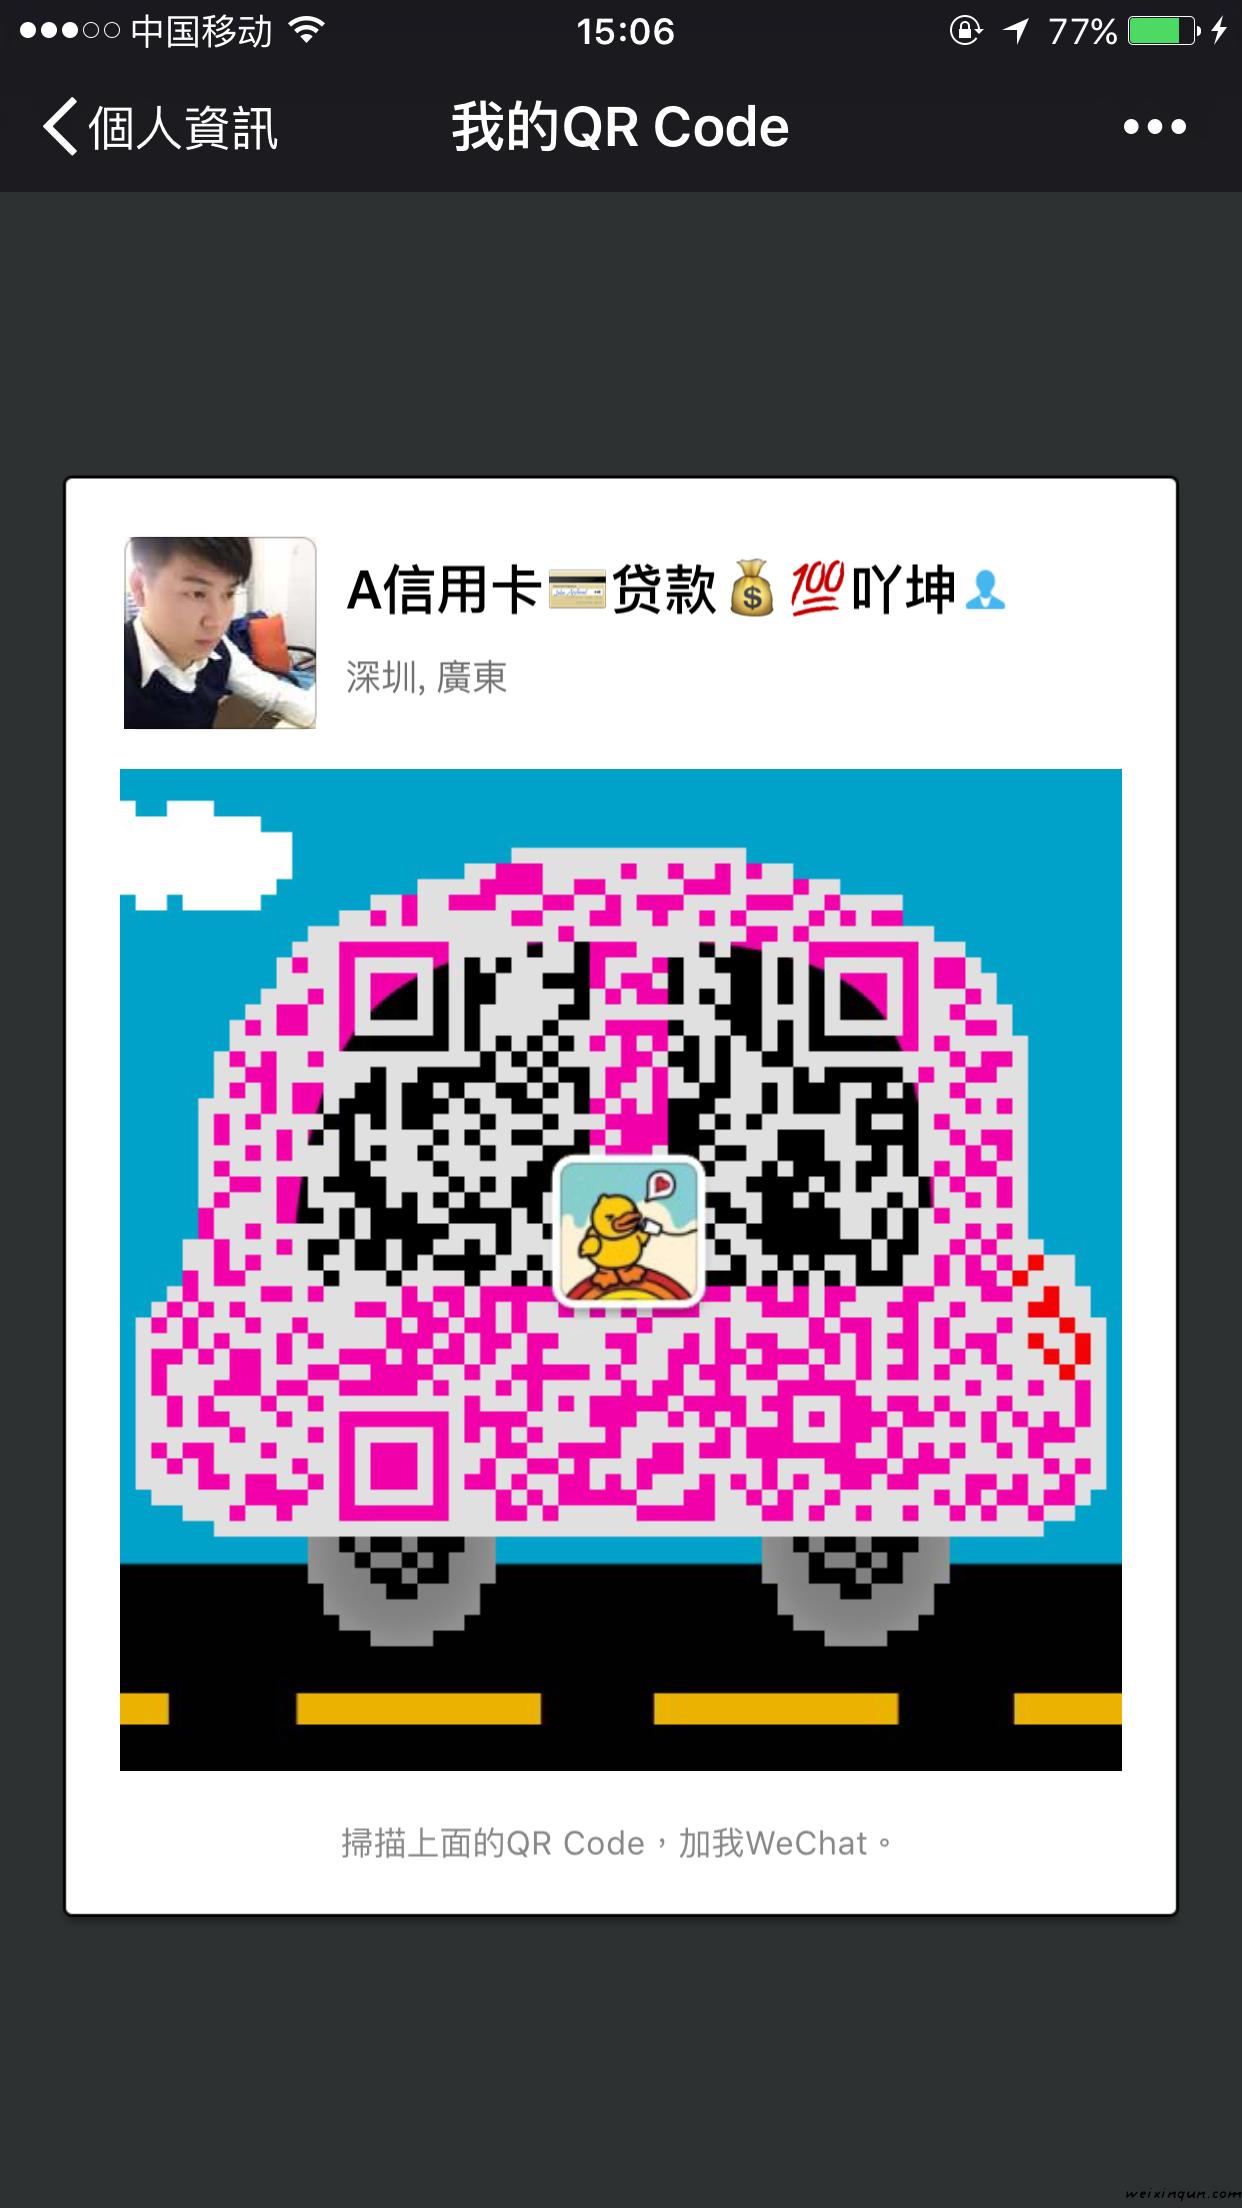 中国移动
15:06
77%
個人資訊
我的QR Code
A信用卡💳贷款💰💯吖坤👤
深圳, 廣東
掃描上面的QR Code，加我WeChat。
weixinqun.com